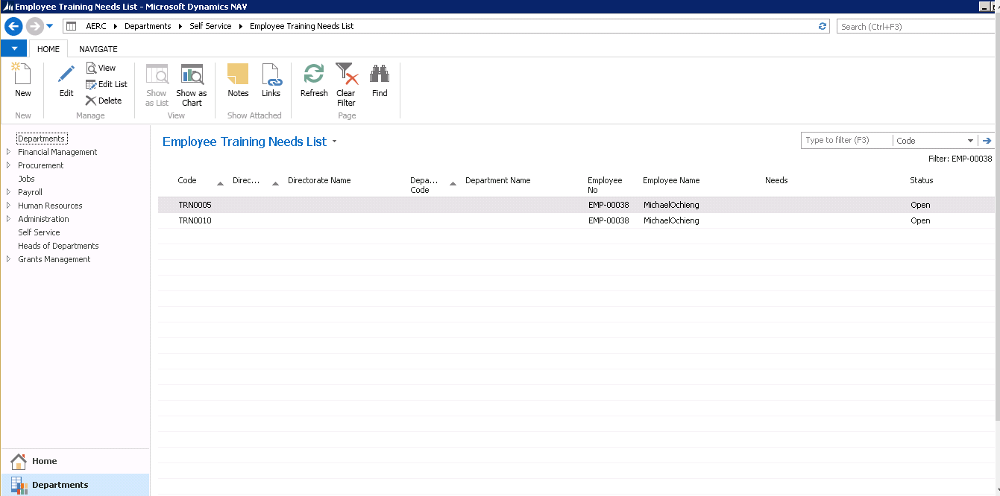 Employee Training Needs List - Microsoft Dynamics NAV
AERC Departments Self Service Employee Training Needs List
Search (Ctrl+F3)
HOME NAVIGATE
New
Edit
View
Edit List
Delete
Show as List
Show as Chart
Notes
Links
Refresh
Clear Filter
Find
New Manage View Show Attached Page
Departments
Financial Management
Procurement
Jobs
Payroll
Human Resources
Administration
Self Service
Heads of Departments
Grants Management
Home
Departments
Employee Training Needs List
Type to filter (F3) Code
Filter: EMP-00038
Code Direc... Directorate Name Depa... Code Department Name Employee No Employee Name Needs Status
TRN0005 EMP-00038 MichaelOchieng Open
TRN0010 EMP-00038 MichaelOchieng Open